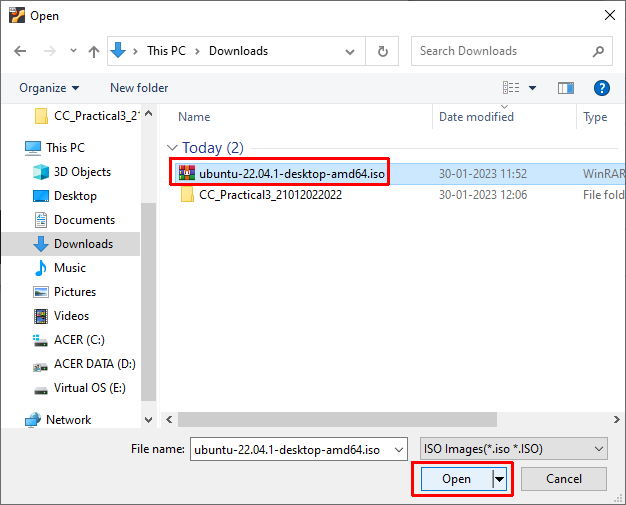 Open
This PC > Downloads
Search Downloads
Organize
New folder
Name
Date modified
Type
CC_Practical3_21
This PC
3D Objects
Desktop
Documents
Downloads
Music
Pictures
Videos
ACER (C:)
ACER DATA (D:)
Virtual OS (E:)
Network
Today (2)
ubuntu-22.04.1-desktop-amd64.iso 30-01-2023 11:52 WinRAR
CC_Practical3_21012022022 30-01-2023 12:06 File fold
File name: ubuntu-22.04.1-desktop-amd64.iso ISO Images(*.iso *.ISO)
Open Cancel